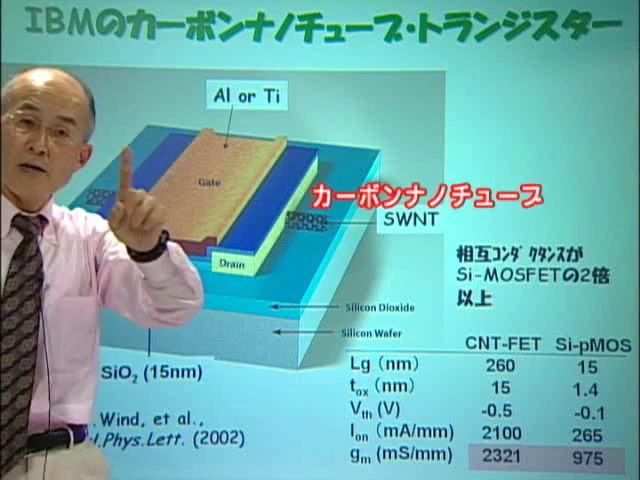 IBMのカーボンナノチューブ・トランジスター
Al or Ti
Gate
カーボンナノチューブ
SWNT
Drain
相互コンダクタンスが
Si-MOSFETの2倍
以上
Silicon Dioxide
Silicon Wafer
SiO2 (15nm)
.Wind, et al.,
l.Phys.Lett. (2002)
CNT-FET Si-pMOS
Lg (nm) 260 15
tox (nm) 15 1.4
Vth (V) -0.5 -0.1
Ion (mA/mm) 2100 265
gm (mS/mm) 2321 975